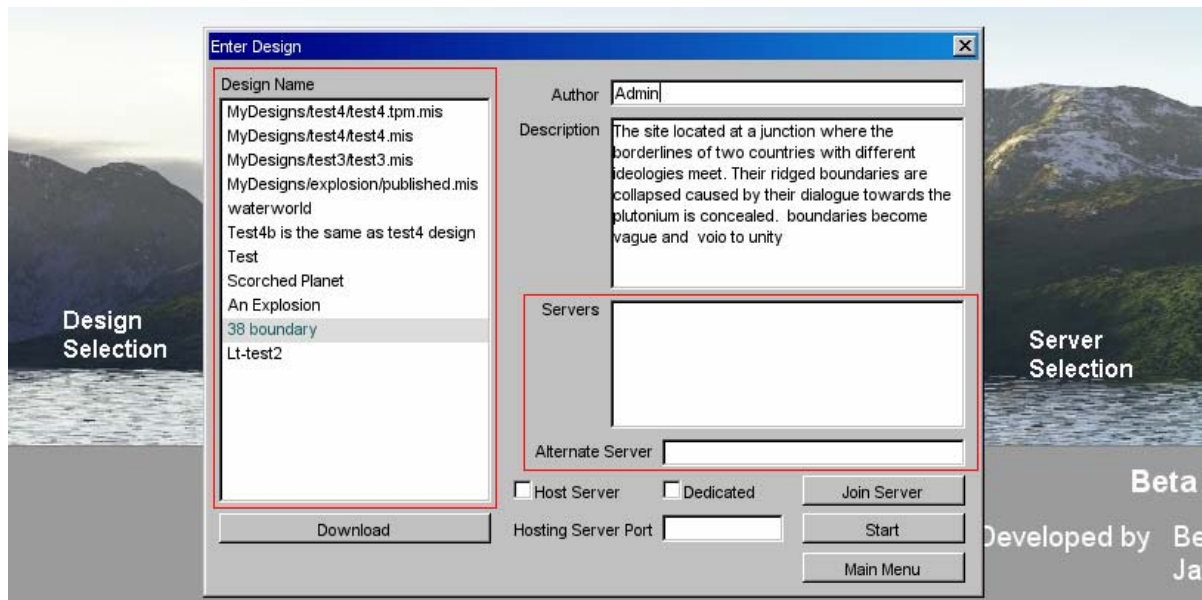 Enter Design
Design Name
MyDesigns/test4/test4.tpm.mis
MyDesigns/test4/test4.mis
MyDesigns/test3/test3.mis
MyDesigns/explosion/published.mis
waterworld
Test4b is the same as test4 design
Test
Scorched Planet
An Explosion
38 boundary
Lt-test2
Download
Design
Selection
Author Admin
Description The site located at a junction where the
borderlines of two countries with different
ideologies meet. Their ridged boundaries are
collapsed caused by their dialogue towards the
plutonium is concealed. boundaries become
vague and voio to unity
Servers
Alternate Server
Host Server Dedicated Join Server
Hosting Server Port Start
Main Menu
Server
Selection
Beta
Developed by Be
Ja